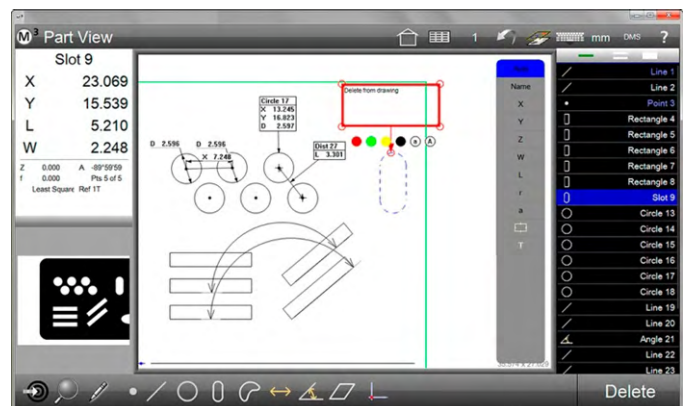 M³ Part View
1
mm
DMS
?
Slot 9
X 23.069
Y 15.539
L 5.210
W 2.248
Z 0.000 A -89°59'59
f 0.000 Pts 5 of 5
Least Square Ref 1T
Delete from drawing
Circle 17
X 13.245
Y 16.823
D 2.597
D 2.596 D 2.596
X 7.248
Dist 27
L 3.301
a A
Name
X
Y
Z
W
L
r
a
T
Line 1
Line 2
Point 3
Rectangle 4
Rectangle 5
Rectangle 6
Rectangle 7
Rectangle 8
Slot 9
Circle 13
Circle 14
Circle 15
Circle 16
Circle 17
Circle 18
Line 19
Line 20
Angle 21
Line 22
Line 23
Delete